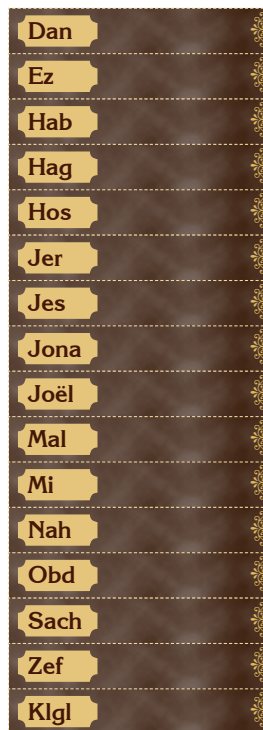 Dan
Ez
Hab
Hag
Hos
Jer
Jes
Jona
Joël
Mal
Mi
Nah
Obd
Sach
Zef
Klgl